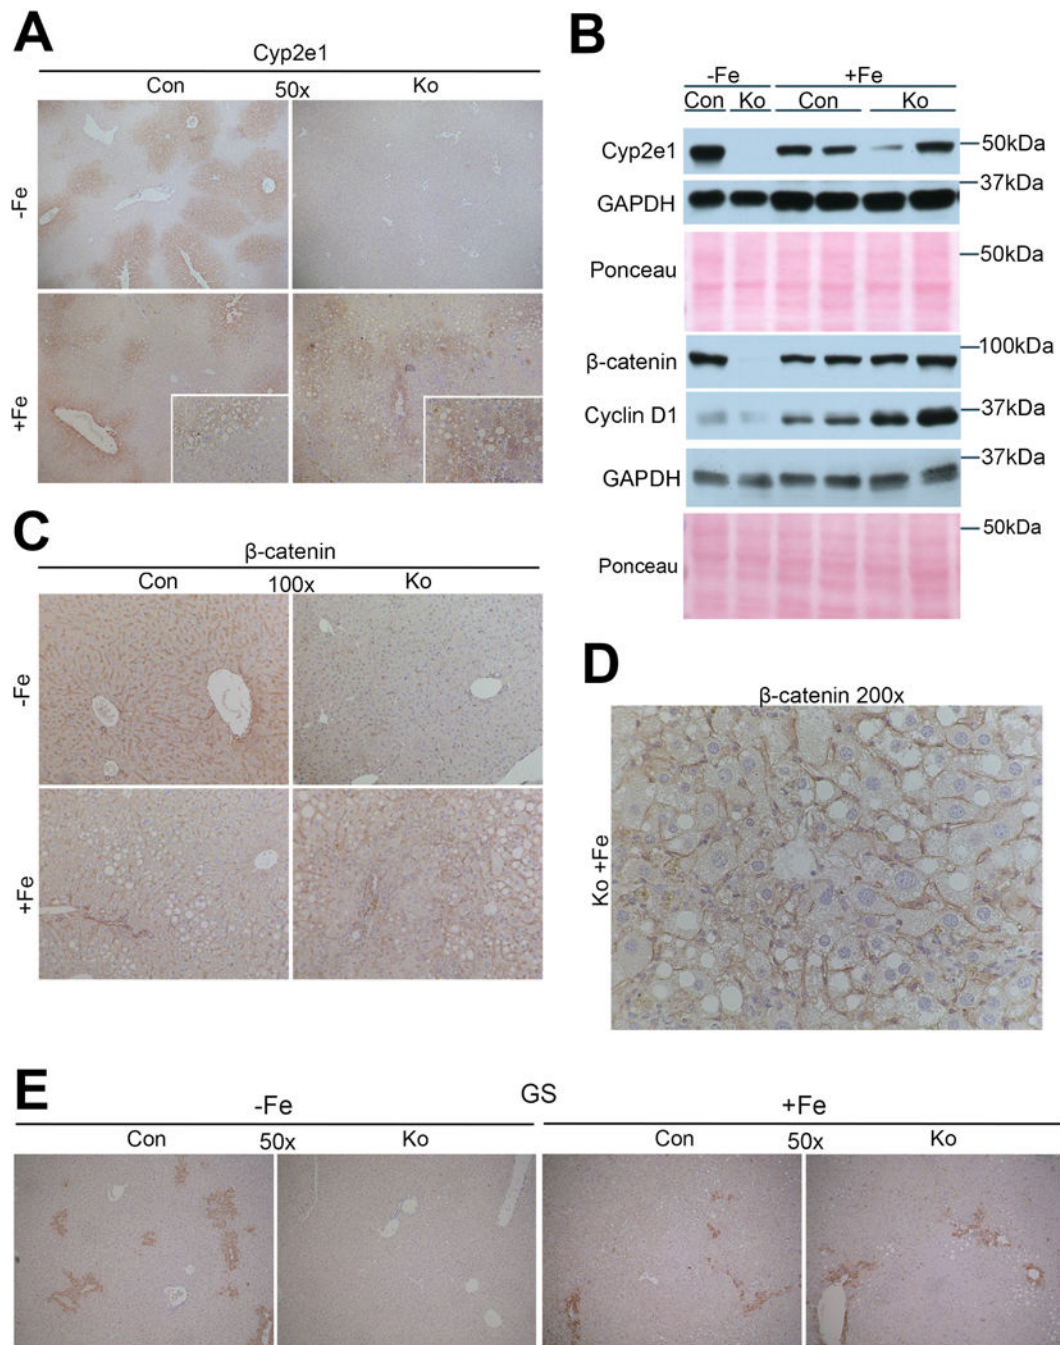 A
Cyp2e1
Con 50x Ko
-Fe
+Fe
B
-Fe +Fe
Con Ko Con Ko
Cyp2e1 50kDa
37kDa
GAPDH
Ponceau 50kDa
β-catenin 100kDa
Cyclin D1 37kDa
37kDa
GAPDH
50kDa
Ponceau
C
β-catenin
Con 100x Ko
-Fe
+Fe
D
β-catenin 200x
Ko +Fe
E
GS
-Fe +Fe
Con 50x Ko Con 50x Ko